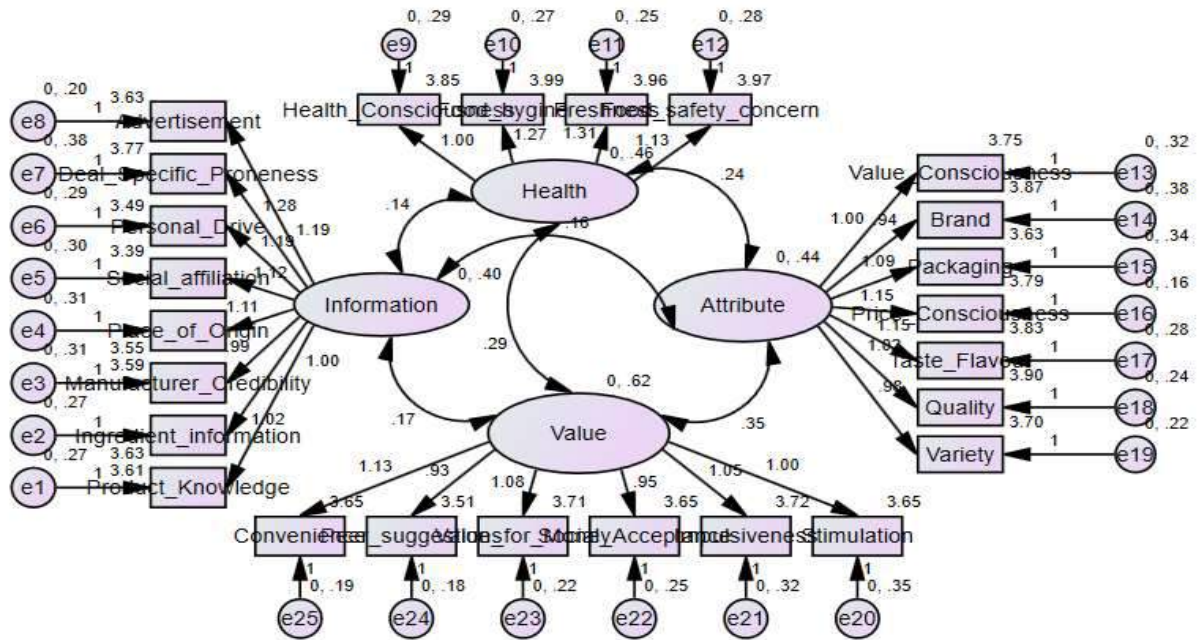 0, .29
0, .27
0, .25
0, .28
e9
e10
e11
e12
1
1
1
1
3.85
3.99
3.96
3.97
Health_Consciousness
Freshness
Food_safety_concern
1.00
1.27
1.31
1.13
0, .46
Health
0, .20
e8
1
3.63
Advertisement
0, .38
e7
1
3.77
Deal_Specific_Proneness
0, .29
e6
1
3.49
Personal_Drive
0, .30
e5
1
3.39
Social_affiliation
0, .31
e4
1
Place_of_Origin
0, .31
3.55
e3
1
3.59
Manufacturer_Credibility
0, .27
e2
1
Ingredient_information
0, .27
3.63
e1
1
3.61
Product_Knowledge
1.19
1.28
1.19
1.12
1.11
.99
1.00
1.02
0, .40
Information
.14
.16
.24
.29
.17
.35
0, .44
Attribute
3.75
0, .32
Value_Consciousness
1
e13
3.87
0, .38
Brand
1
e14
3.63
0, .34
Packaging
1
e15
3.79
0, .16
Price_Consciousness
1
e16
3.83
0, .28
Taste_Flavour
1
e17
3.90
0, .24
Quality
1
e18
3.70
0, .22
Variety
1
e19
1.00
.94
1.09
1.15
1.15
.98
0, .62
Value
1.13
.93
1.08
.95
1.05
1.00
3.65
3.51
3.71
3.65
3.72
3.65
Convenience
Peer_suggestions
Value_for_Money
Social_Acceptance
Impulsiveness
Stimulation
1
1
1
1
1
1
0, .19
0, .18
0, .22
0, .25
0, .32
0, .35
e25
e24
e23
e22
e21
e20